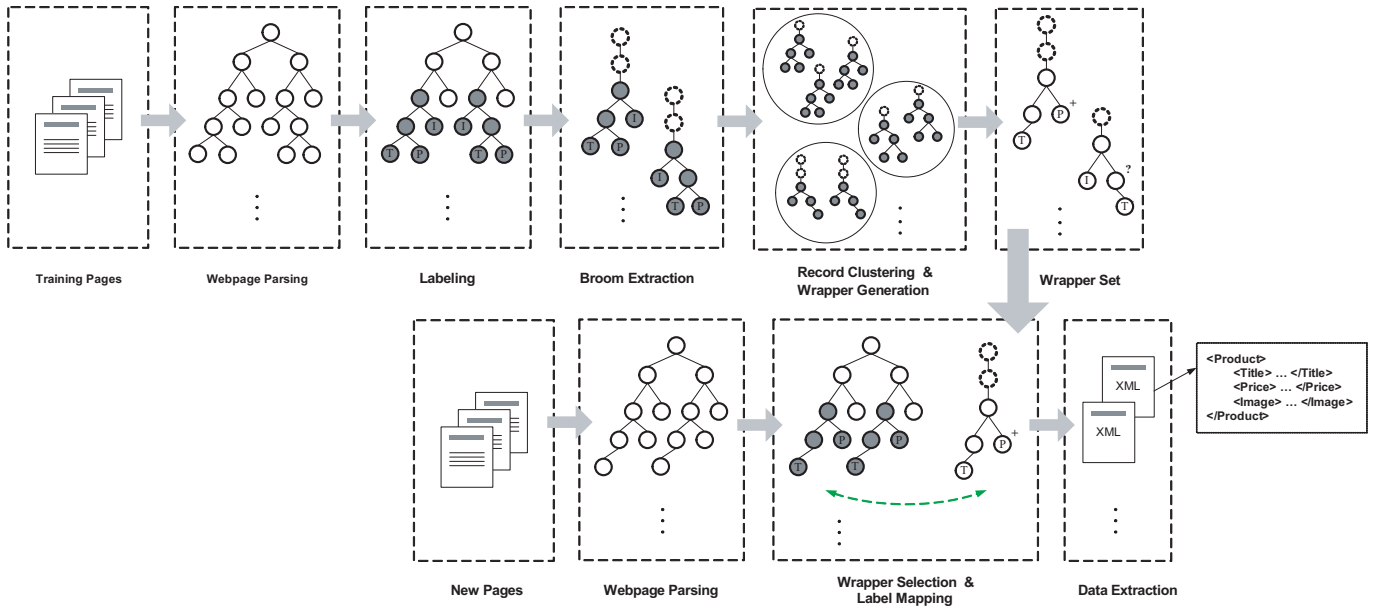 I
I
T
P
T
P
I
T
P
I
T
P
P
+
T
I
?
T
Training Pages
Webpage Parsing
Labeling
Broom Extraction
Record Clustering &
Wrapper Generation
Wrapper Set
P
P
T
T
P
+
T
XML
XML
<Product>
<Title> ... </Title>
<Price> ... </Price>
<Image> ... </Image>
</Product>
New Pages
Webpage Parsing
Wrapper Selection &
Label Mapping
Data Extraction